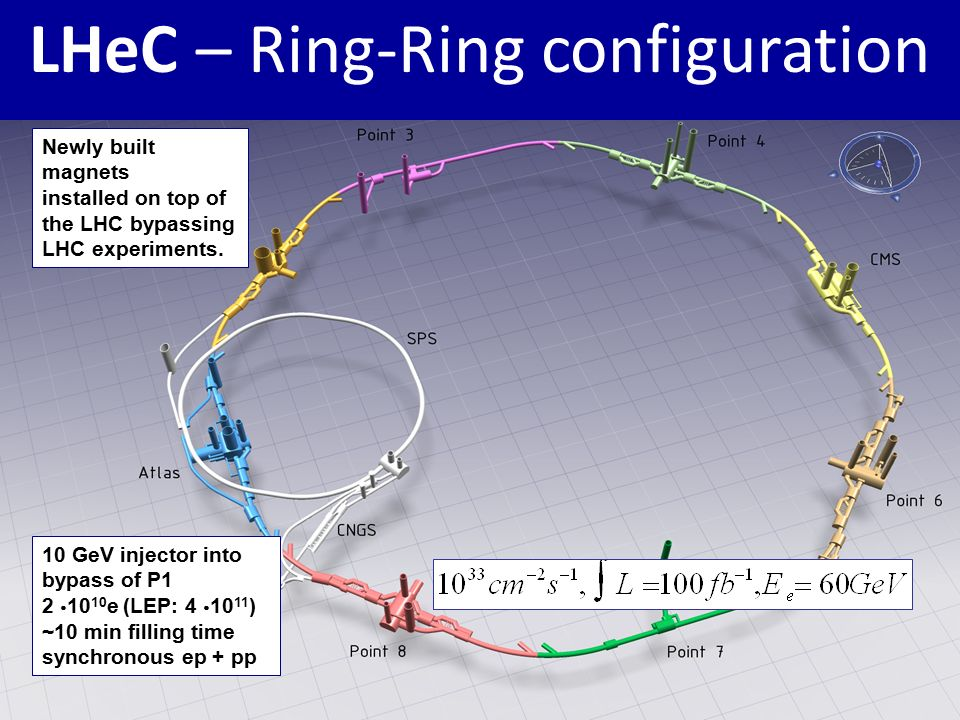 LHeC – Ring-Ring configuration
Newly built
magnets
installed on top of
the LHC bypassing
LHC experiments.
Point 3
Point 4
CMS
SPS
Atlas
Point 6
CNGS
10 GeV injector into
bypass of P1
2 •10¹⁰e (LEP: 4 •10¹¹)
~10 min filling time
synchronous ep + pp
10³³cm⁻²s⁻¹, ∫ L =100 fb⁻¹, Eₑ = 60GeV
Point 8
Point 7